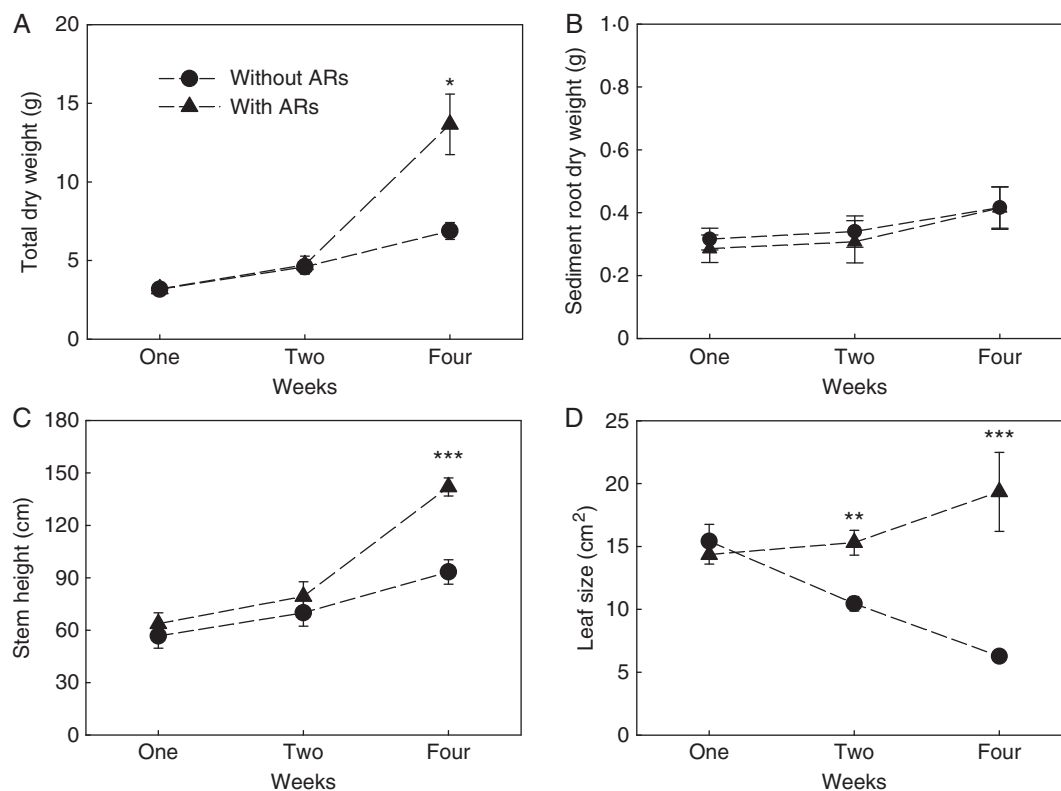 A
Total dry weight (g)
20
15
10
5
0
Without ARs
With ARs
*
One Two Four
Weeks
B
Sediment root dry weight (g)
1·0
0·8
0·6
0·4
0·2
0
One Two Four
Weeks
C
Stem height (cm)
180
150
120
90
60
30
0
***
One Two Four
Weeks
D
Leaf size (cm²)
25
20
15
10
5
0
**
***
One Two Four
Weeks